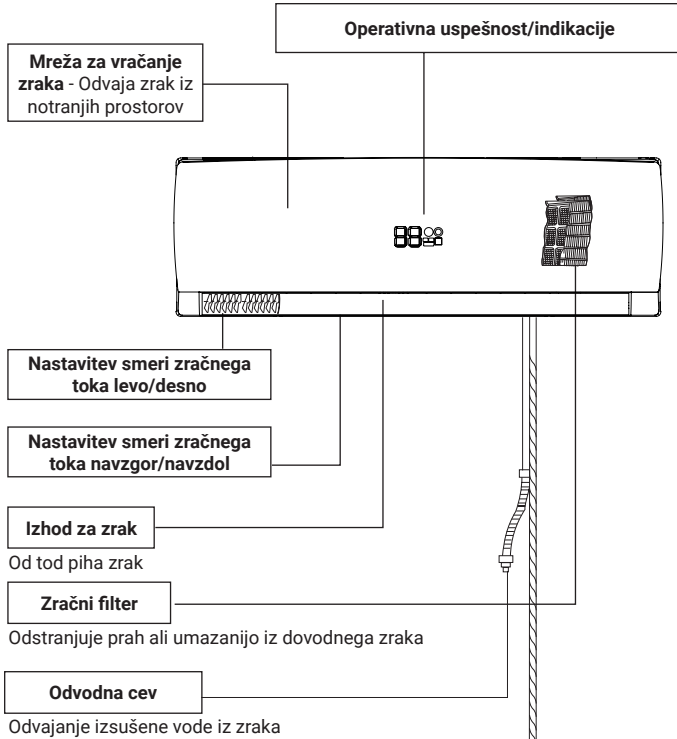 Operativna uspešnost/indikacije
Mreža za vračanje
zraka - Odvaja zrak iz
notranjih prostorov
Nastavitev smeri zračnega
toka levo/desno
Nastavitev smeri zračnega
toka navzgor/navzdol
Izhod za zrak
Od tod piha zrak
Zračni filter
Odstranjuje prah ali umazanijo iz dovodnega zraka
Odvodna cev
Odvajanje izsušene vode iz zraka